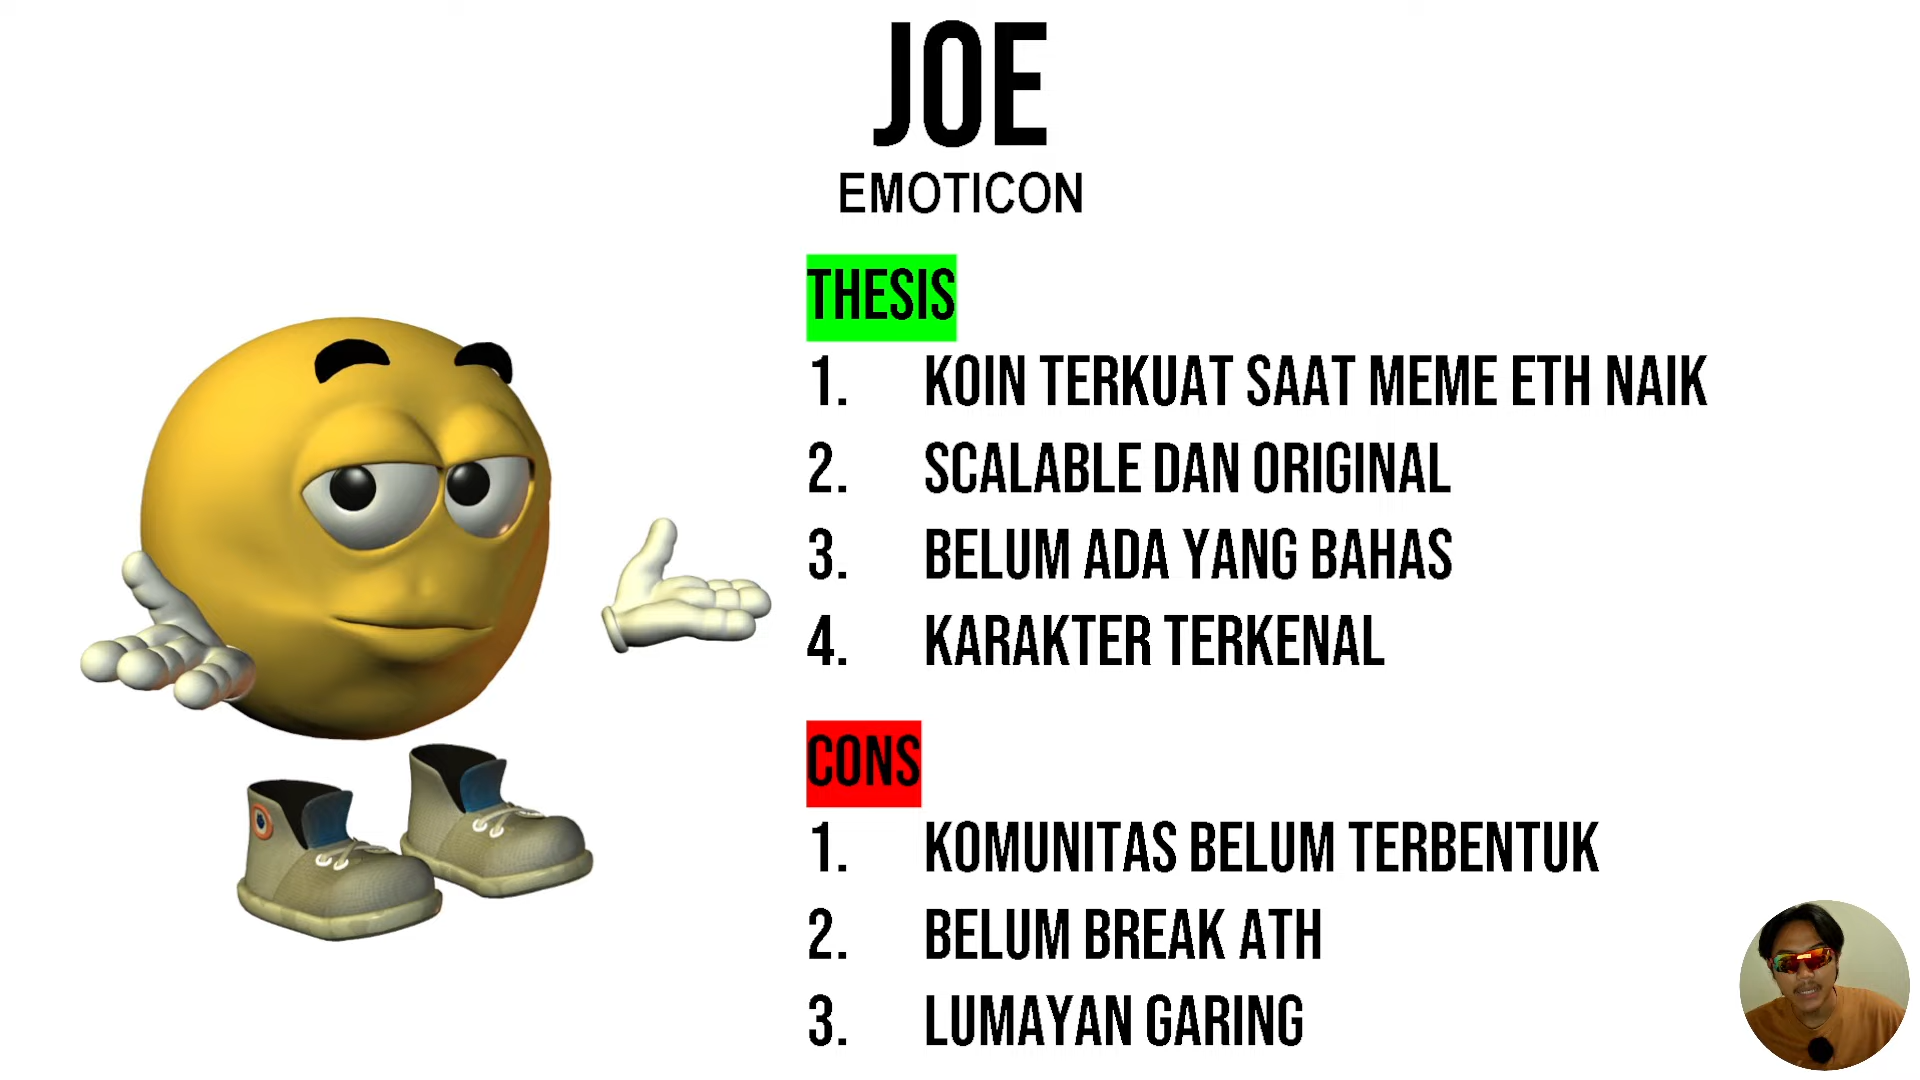 JOE
EMOTICON
THESIS
1. KOIN TERKUAT SAAT MEME ETH NAIK
2. SCALABLE DAN ORIGINAL
3. BELUM ADA YANG BAHAS
4. KARAKTER TERKENAL
CONS
1. KOMUNITAS BELUM TERBENTUK
2. BELUM BREAK ATH
3. LUMAYAN GARING